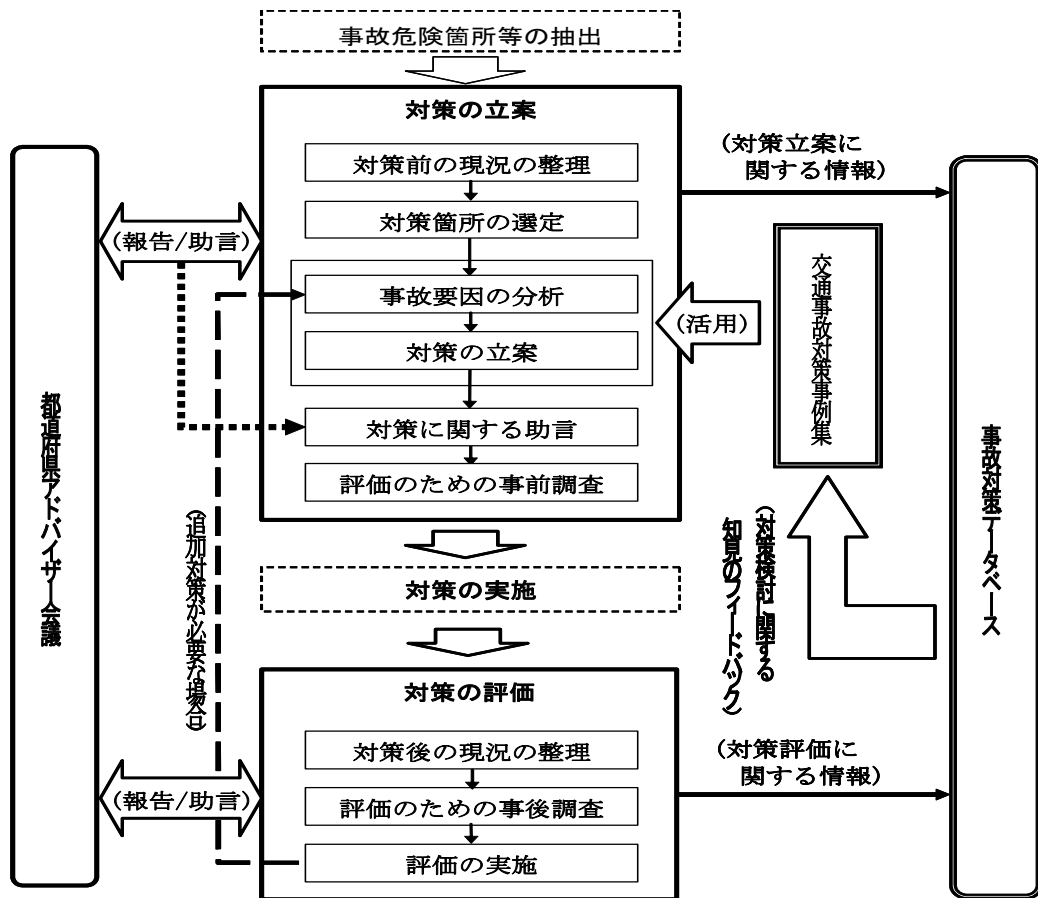 事故危険箇所等の抽出
対策の立案
対策前の現況の整理
対策箇所の選定
事故要因の分析
対策の立案
対策に関する助言
評価のための事前調査
対策の実施
対策の評価
対策後の現況の整理
評価のための事後調査
評価の実施
都道府県アドバイザー会議
(報告/助言)
(報告/助言)
(追加対策が必要な場合)
(対策立案に
関する情報)
(活用)
交通事故対策事例集
(対策検討に関する
知見のフィードバック)
(対策評価に
関する情報)
事故対策データベース